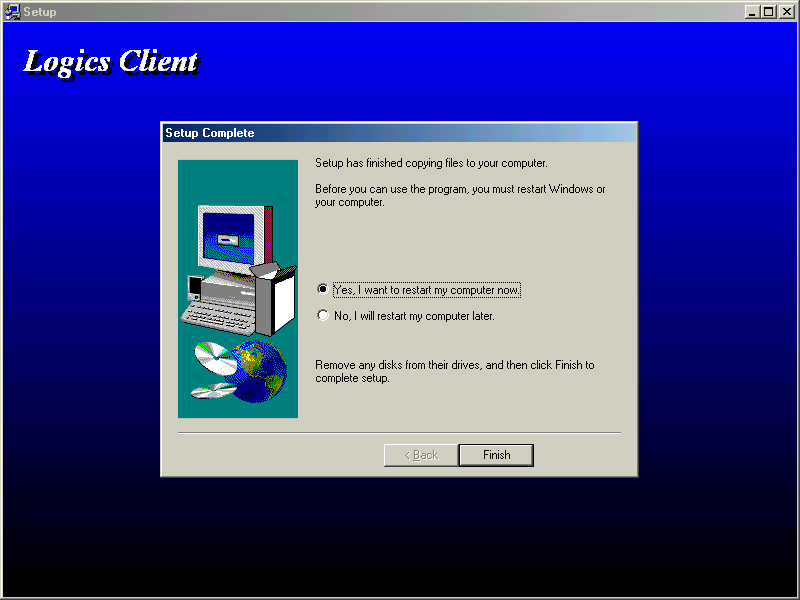 Setup
Logics Client
Setup Complete
Setup has finished copying files to your computer.
Before you can use the program, you must restart Windows or
your computer.
Yes, I want to restart my computer now.
No, I will restart my computer later.
Remove any disks from their drives, and then click Finish to
complete setup.
< Back
Finish